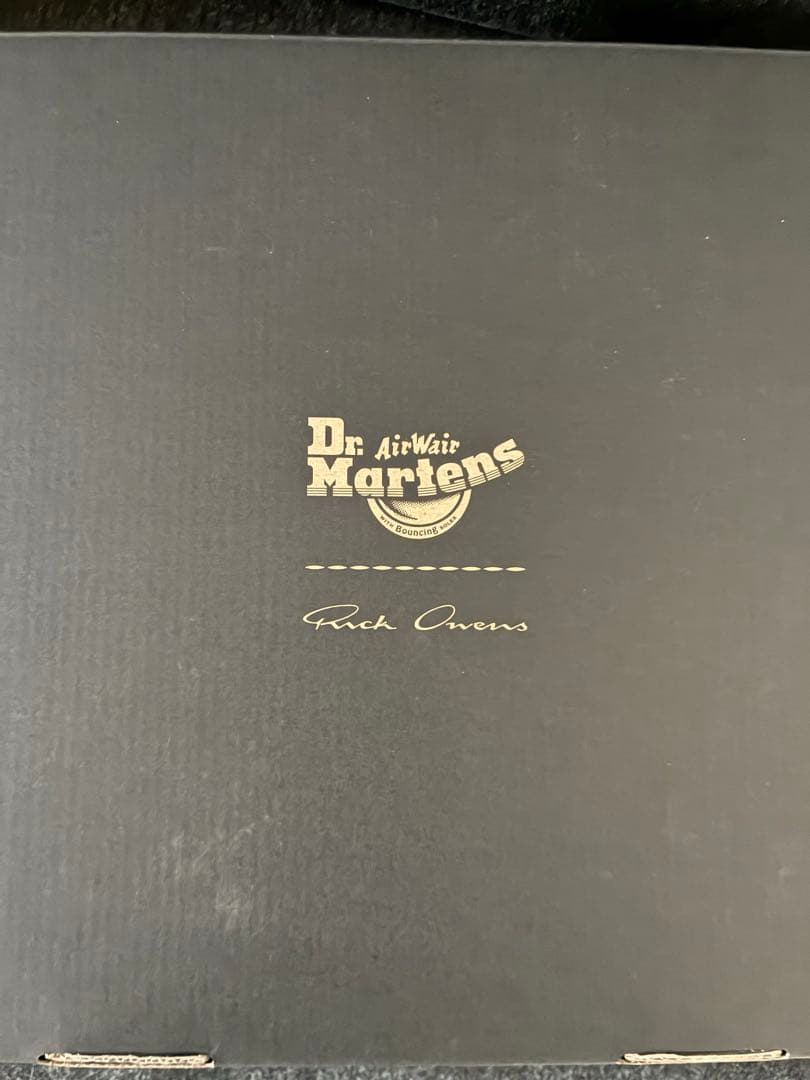 Dr. AirWair
Martens
WITH Bouncing SOLES
Rick Owens